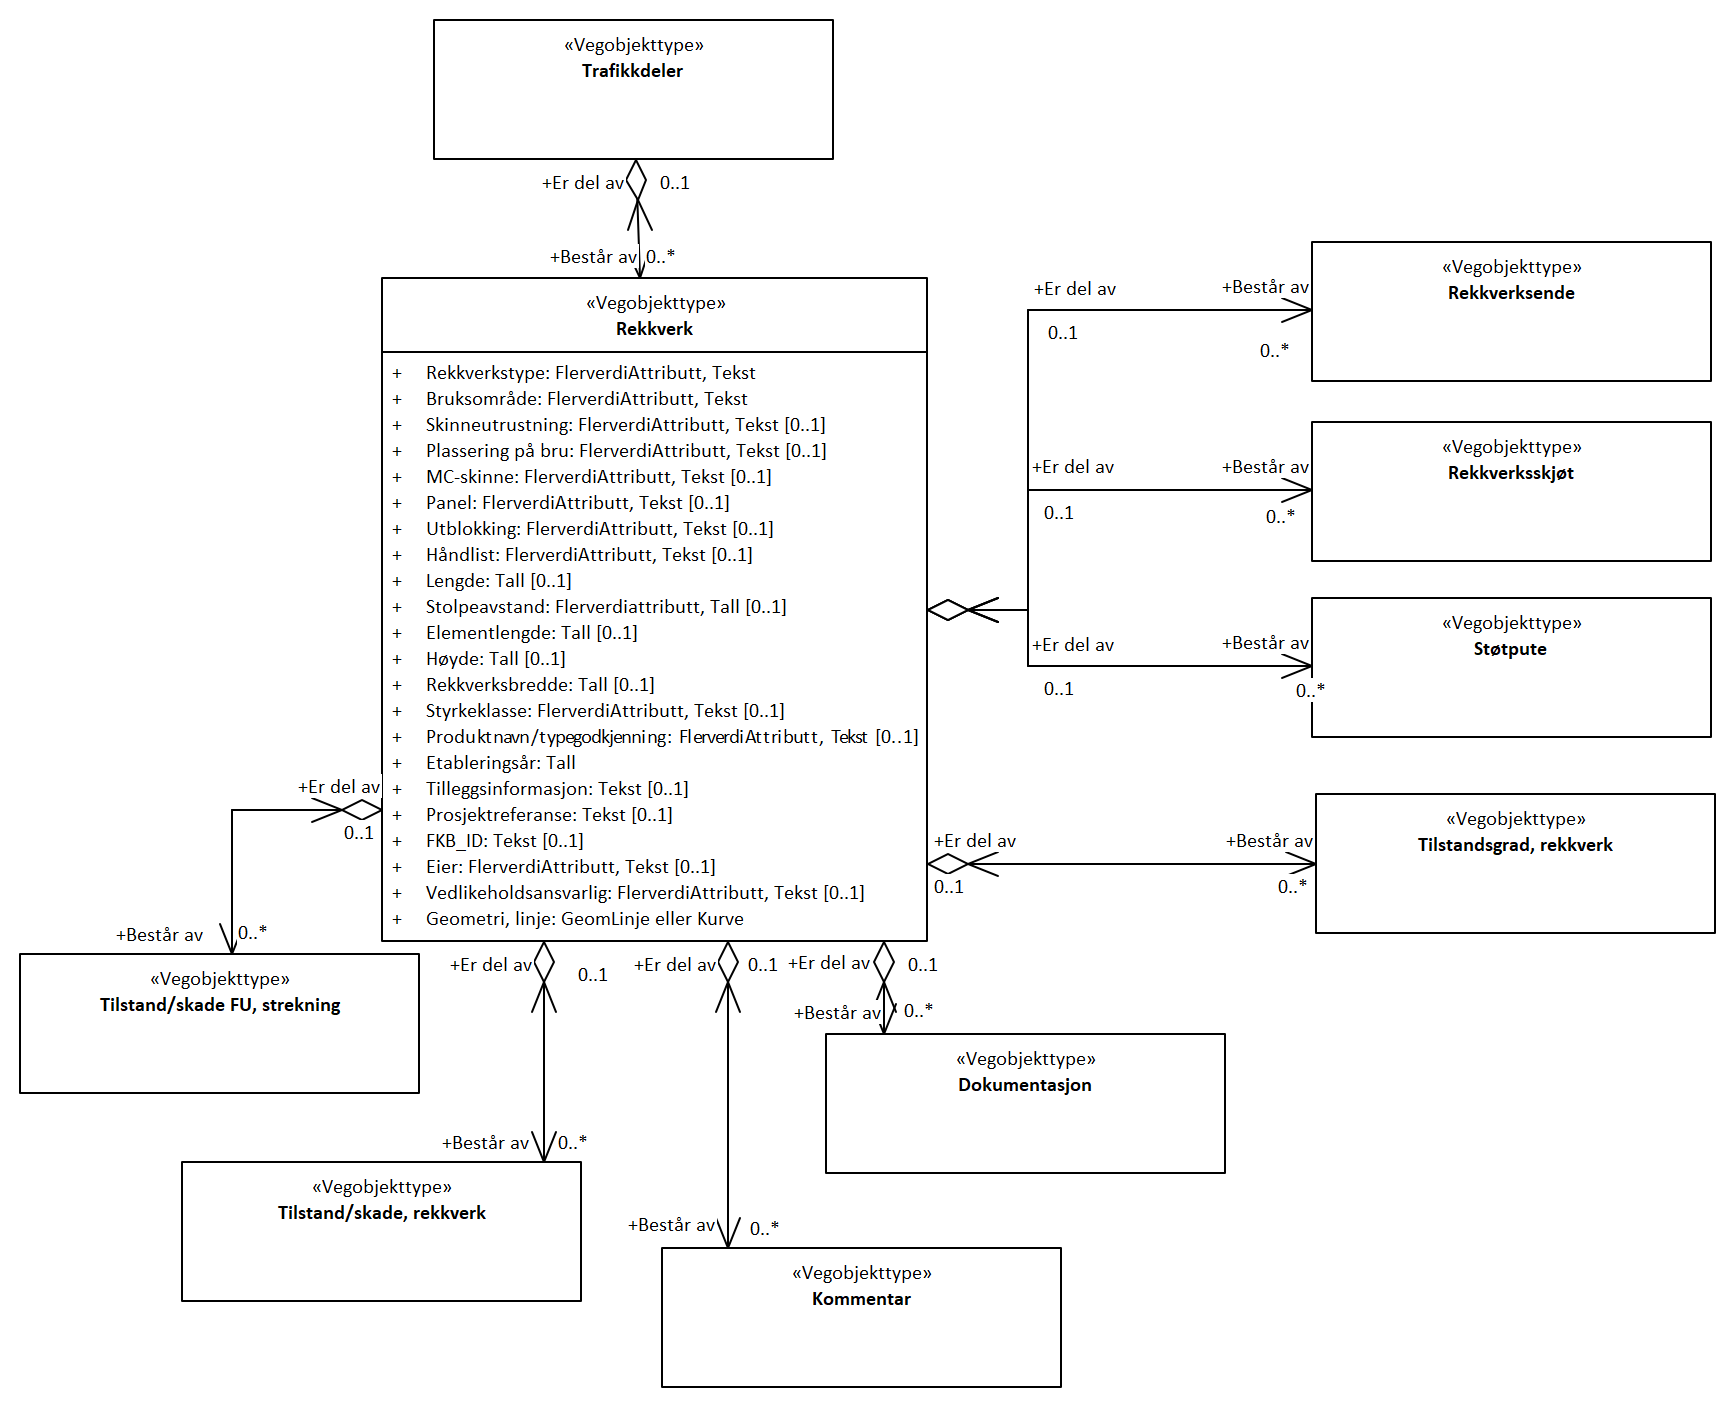 «Vegobjekttype»
Trafikkdeler
+Er del av
0..1
+Består av
0..*
«Vegobjekttype»
Rekkverk
+ Rekkverkstype: FlerverdiAttributt, Tekst
+ Bruksområde: FlerverdiAttributt, Tekst
+ Skinneutrustning: FlerverdiAttributt, Tekst [0..1]
+ Plassering på bru: FlerverdiAttributt, Tekst [0..1]
+ MC-skinne: FlerverdiAttributt, Tekst [0..1]
+ Panel: FlerverdiAttributt, Tekst [0..1]
+ Utblokking: FlerverdiAttributt, Tekst [0..1]
+ Håndlist: FlerverdiAttributt, Tekst [0..1]
+ Lengde: Tall [0..1]
+ Stolpeavstand: Flerverdiattributt, Tall [0..1]
+ Elementlengde: Tall [0..1]
+ Høyde: Tall [0..1]
+ Rekkverksbredde: Tall [0..1]
+ Styrkeklasse: FlerverdiAttributt, Tekst [0..1]
+ Produktnavn/typegodkjenning: FlerverdiAttributt, Tekst [0..1]
+ Etableringsår: Tall
+ Tilleggsinformasjon: Tekst [0..1]
+ Prosjektreferanse: Tekst [0..1]
+ FKB_ID: Tekst [0..1]
+ Eier: FlerverdiAttributt, Tekst [0..1]
+ Vedlikeholdsansvarlig: FlerverdiAttributt, Tekst [0..1]
+ Geometri, linje: GeomLinje eller Kurve
+Er del av
0..1
+Består av
0..*
«Vegobjekttype»
Rekkverksende
+Er del av
0..1
+Består av
0..*
«Vegobjekttype»
Rekkverksskjøt
+Er del av
0..1
+Består av
0..*
«Vegobjekttype»
Støtpute
+Er del av
0..1
+Består av
0..*
«Vegobjekttype»
Tilstandsgrad, rekkverk
+Er del av
0..1
+Består av
0..*
«Vegobjekttype»
Tilstand/skade FU, strekning
+Er del av
0..1
+Består av
0..*
«Vegobjekttype»
Tilstand/skade, rekkverk
+Er del av
0..1
+Består av
0..*
«Vegobjekttype»
Kommentar
+Er del av
0..1
+Består av
0..*
«Vegobjekttype»
Dokumentasjon